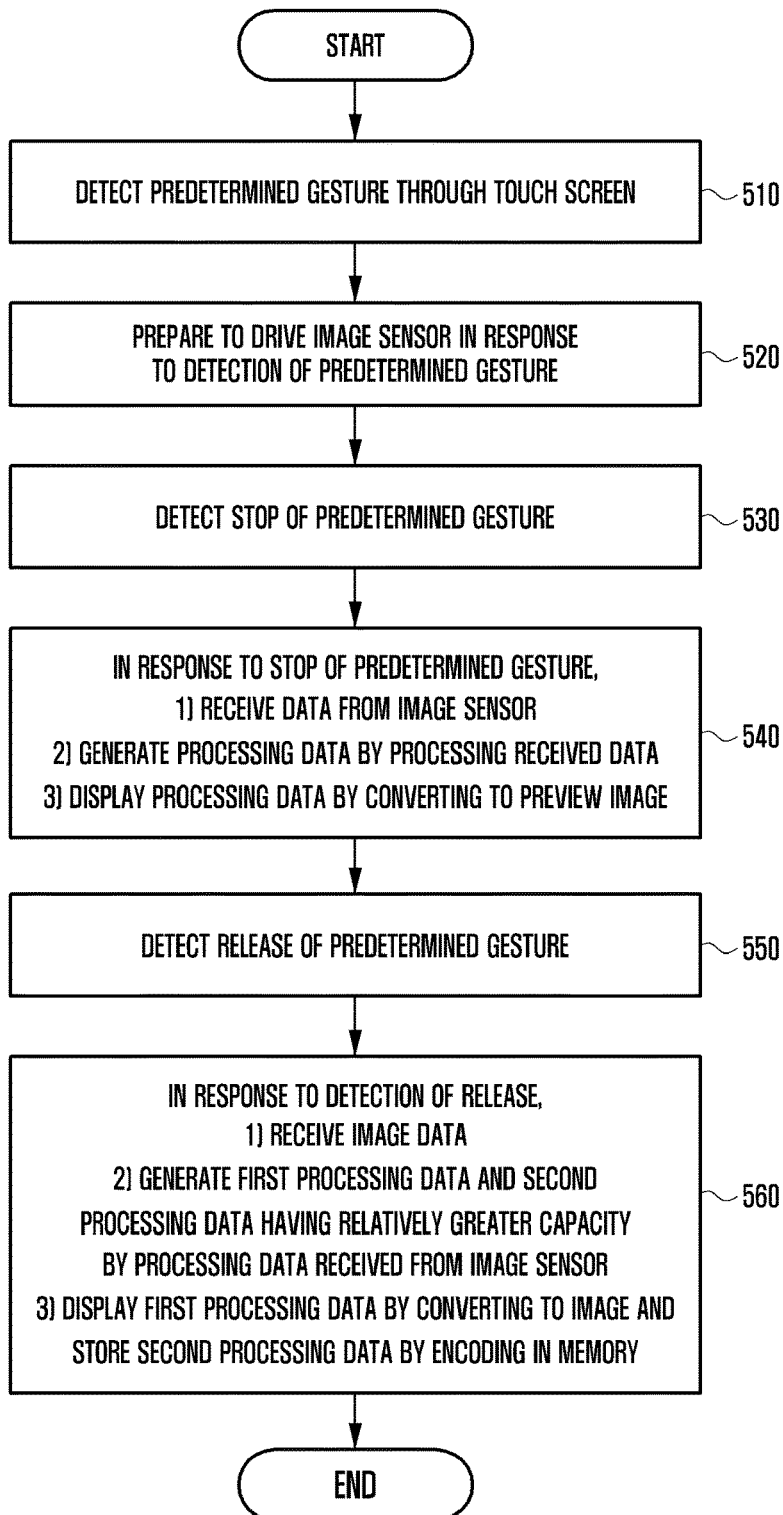 START
DETECT PREDETERMINED GESTURE THROUGH TOUCH SCREEN
510
PREPARE TO DRIVE IMAGE SENSOR IN RESPONSE
TO DETECTION OF PREDETERMINED GESTURE
520
DETECT STOP OF PREDETERMINED GESTURE
530
IN RESPONSE TO STOP OF PREDETERMINED GESTURE,
1) RECEIVE DATA FROM IMAGE SENSOR
2) GENERATE PROCESSING DATA BY PROCESSING RECEIVED DATA
3) DISPLAY PROCESSING DATA BY CONVERTING TO PREVIEW IMAGE
540
DETECT RELEASE OF PREDETERMINED GESTURE
550
IN RESPONSE TO DETECTION OF RELEASE,
1) RECEIVE IMAGE DATA
2) GENERATE FIRST PROCESSING DATA AND SECOND
PROCESSING DATA HAVING RELATIVELY GREATER CAPACITY
BY PROCESSING DATA RECEIVED FROM IMAGE SENSOR
3) DISPLAY FIRST PROCESSING DATA BY CONVERTING TO IMAGE AND
STORE SECOND PROCESSING DATA BY ENCODING IN MEMORY
560
END